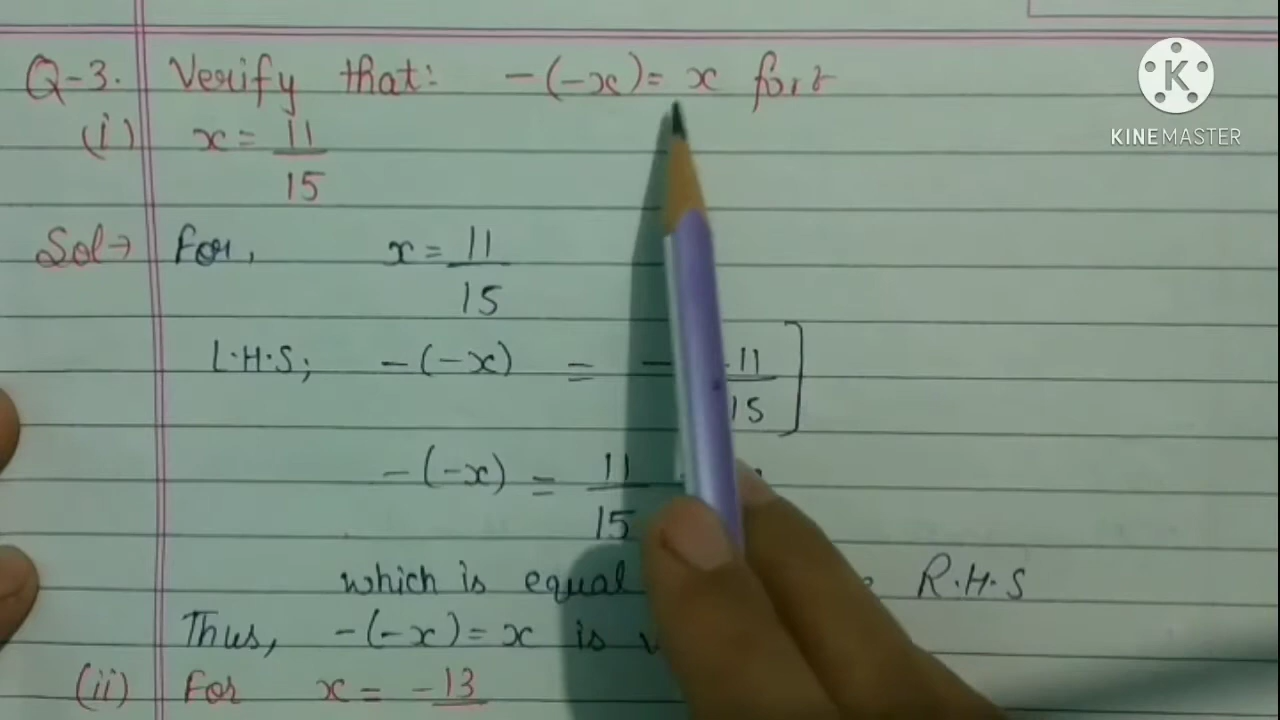 Q-3. Verify that: -(-x) = x for
(i) x = 11/15
Sol→ For, x = 11/15
L.H.S; -(-x) = - 11/15 ]
-(-x) = 11/15
which is equal R.H.S
Thus, -(-x) = x is
(ii) For x = -13
K
KINEMASTER